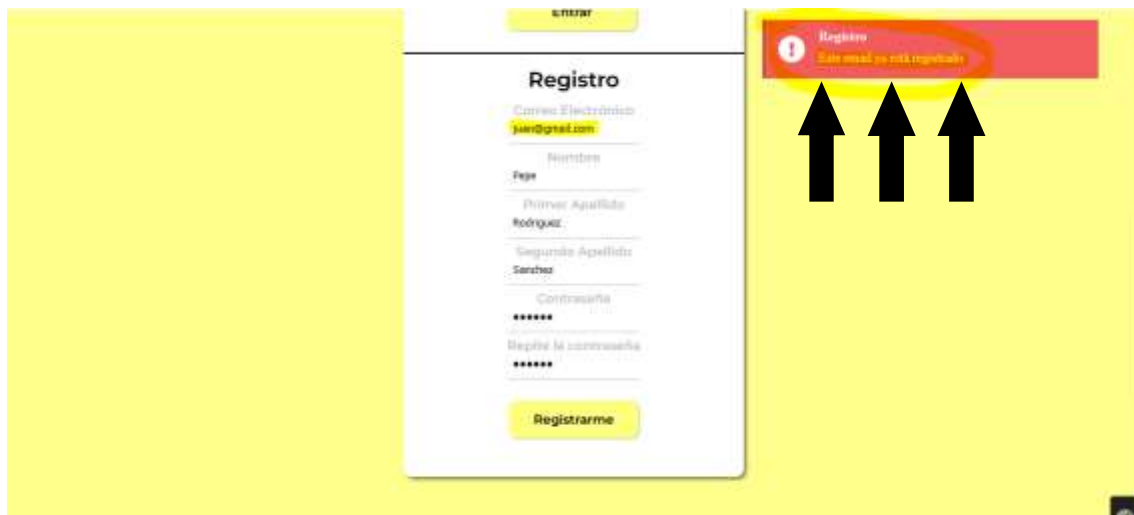 Entrar
Registro
Este email ya está registrado
Registro
Correo Electrónico
juan@gmail.com
Nombre
Pepe
Primer Apellido
Rodriguez
Segundo Apellido
Sanchez
Contraseña
••••••
Repite la contraseña
••••••
Registrarme